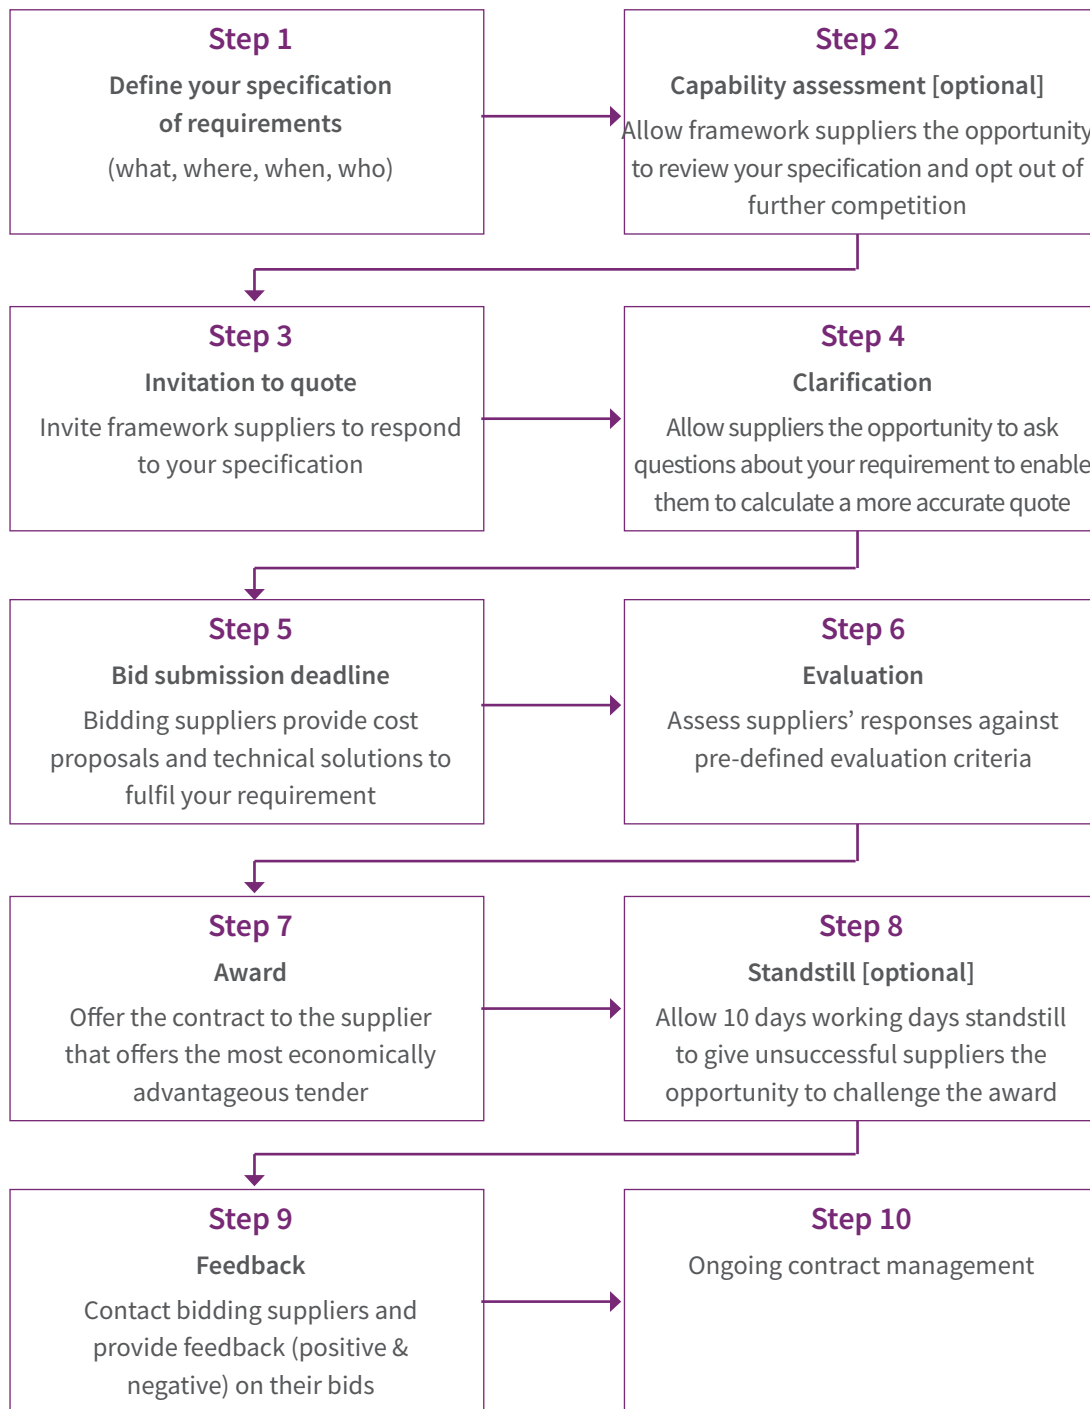 Step 1
Define your specification
of requirements
(what, where, when, who)
Step 2
Capability assessment [optional]
Allow framework suppliers the opportunity
to review your specification and opt out of
further competition
Step 3
Invitation to quote
Invite framework suppliers to respond
to your specification
Step 4
Clarification
Allow suppliers the opportunity to ask
questions about your requirement to enable
them to calculate a more accurate quote
Step 5
Bid submission deadline
Bidding suppliers provide cost
proposals and technical solutions to
fulfil your requirement
Step 6
Evaluation
Assess suppliers’ responses against
pre-defined evaluation criteria
Step 7
Award
Offer the contract to the supplier
that offers the most economically
advantageous tender
Step 8
Standstill [optional]
Allow 10 days working days standstill
to give unsuccessful suppliers the
opportunity to challenge the award
Step 9
Feedback
Contact bidding suppliers and
provide feedback (positive &
negative) on their bids
Step 10
Ongoing contract management